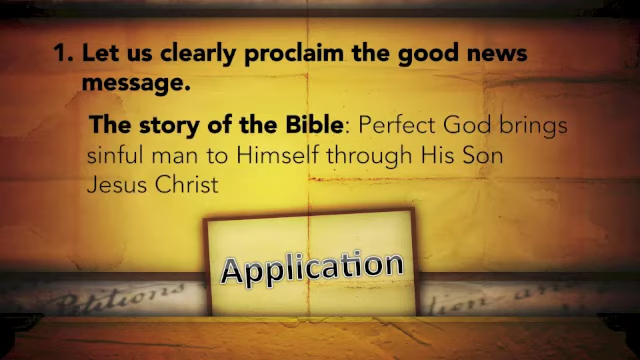 1. Let us clearly proclaim the good news
message.
The story of the Bible: Perfect God brings
sinful man to Himself through His Son
Jesus Christ
Application
Petitions